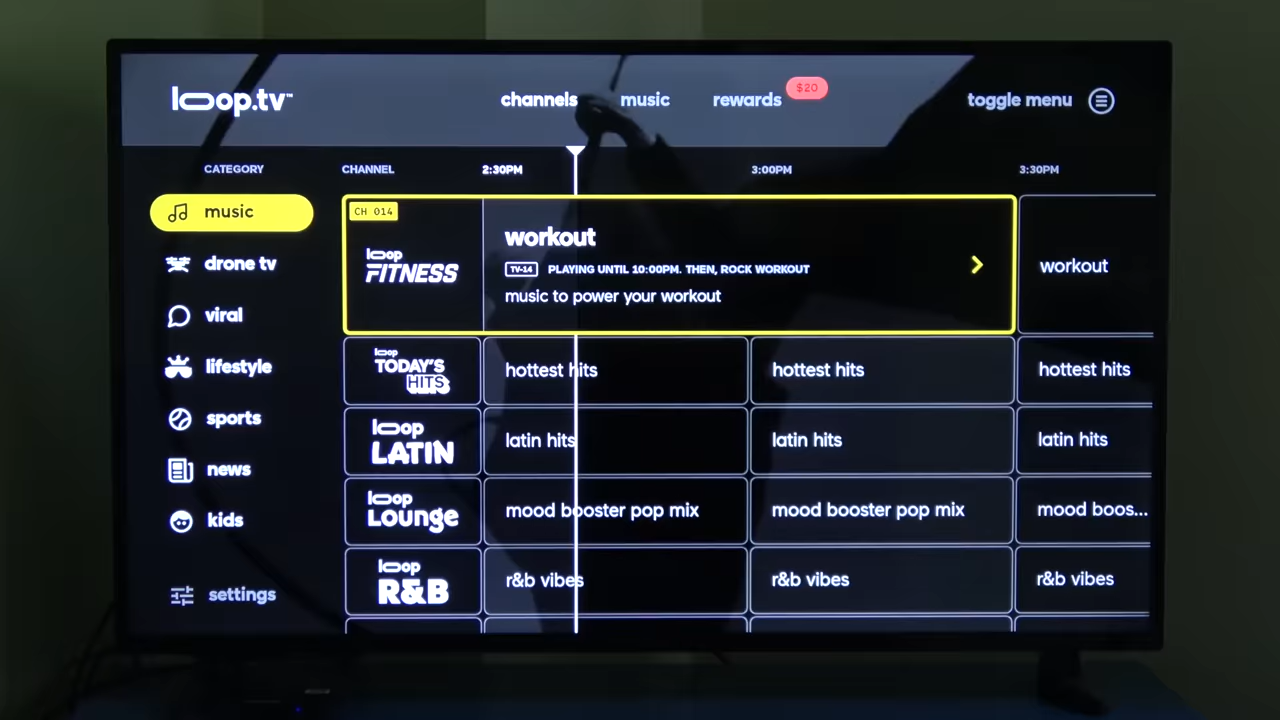 loop.tv™
channels
music
rewards
$20
toggle menu
CATEGORY
CHANNEL
2:30PM
3:00PM
3:30PM
music
drone tv
viral
lifestyle
sports
news
kids
settings
CH 014
loop
FITNESS
workout
TV-14 PLAYING UNTIL 10:00PM. THEN, ROCK WORKOUT
music to power your workout
workout
loop
TODAY'S
HITS
hottest hits
hottest hits
hottest hits
loop
LATIN
latin hits
latin hits
latin hits
loop
Lounge
mood booster pop mix
mood booster pop mix
mood boos...
loop
R&B
r&b vibes
r&b vibes
r&b vibes